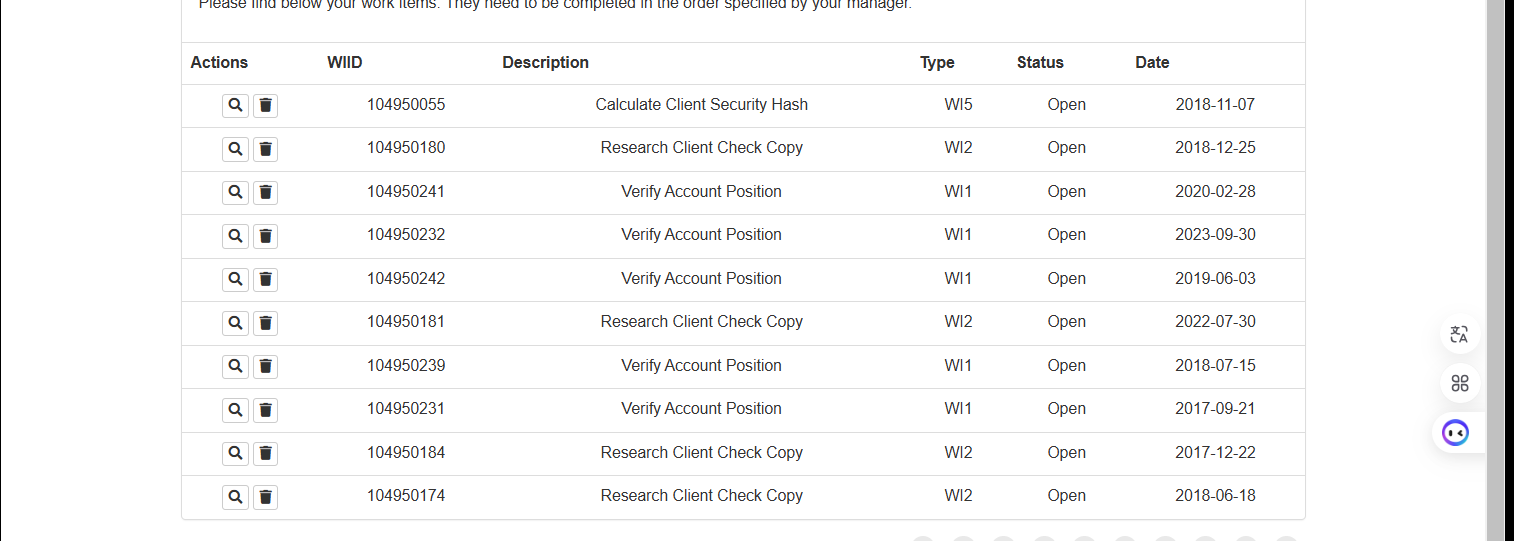 Please find below your work items. They need to be completed in the order specified by your manager.
Actions WIID Description Type Status Date
104950055 Calculate Client Security Hash WI5 Open 2018-11-07
104950180 Research Client Check Copy WI2 Open 2018-12-25
104950241 Verify Account Position WI1 Open 2020-02-28
104950232 Verify Account Position WI1 Open 2023-09-30
104950242 Verify Account Position WI1 Open 2019-06-03
104950181 Research Client Check Copy WI2 Open 2022-07-30
104950239 Verify Account Position WI1 Open 2018-07-15
104950231 Verify Account Position WI1 Open 2017-09-21
104950184 Research Client Check Copy WI2 Open 2017-12-22
104950174 Research Client Check Copy WI2 Open 2018-06-18